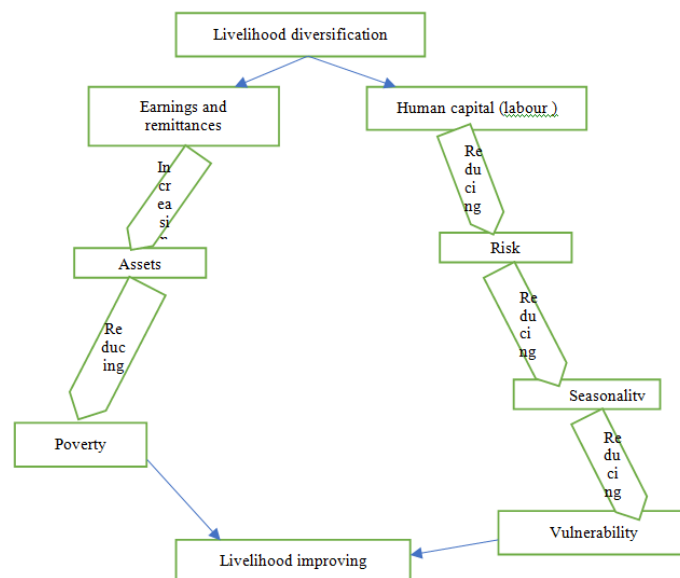 Livelihood diversification
Earnings and
remittances
Human capital (labour )
In
cr
ea
si
Re
du
ci
ng
Assets
Risk
Re
duc
ing
Re
du
ci
ng
Seasonality
Poverty
Re
du
ci
ng
Vulnerability
Livelihood improving